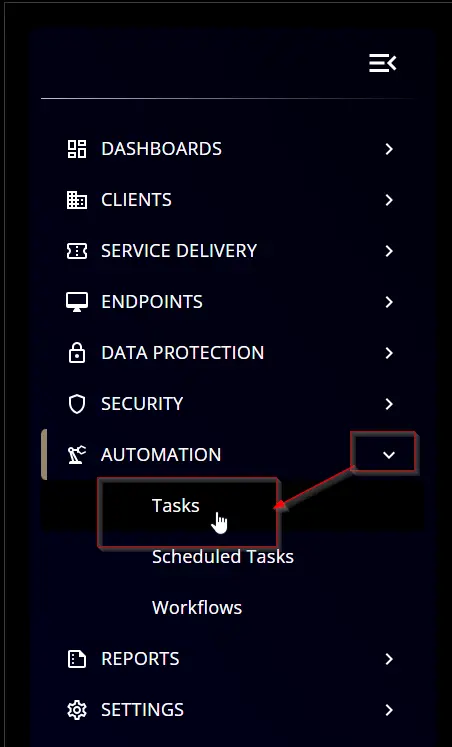 DASHBOARDS
CLIENTS
SERVICE DELIVERY
ENDPOINTS
DATA PROTECTION
SECURITY
AUTOMATION
Tasks
Scheduled Tasks
Workflows
REPORTS
SETTINGS